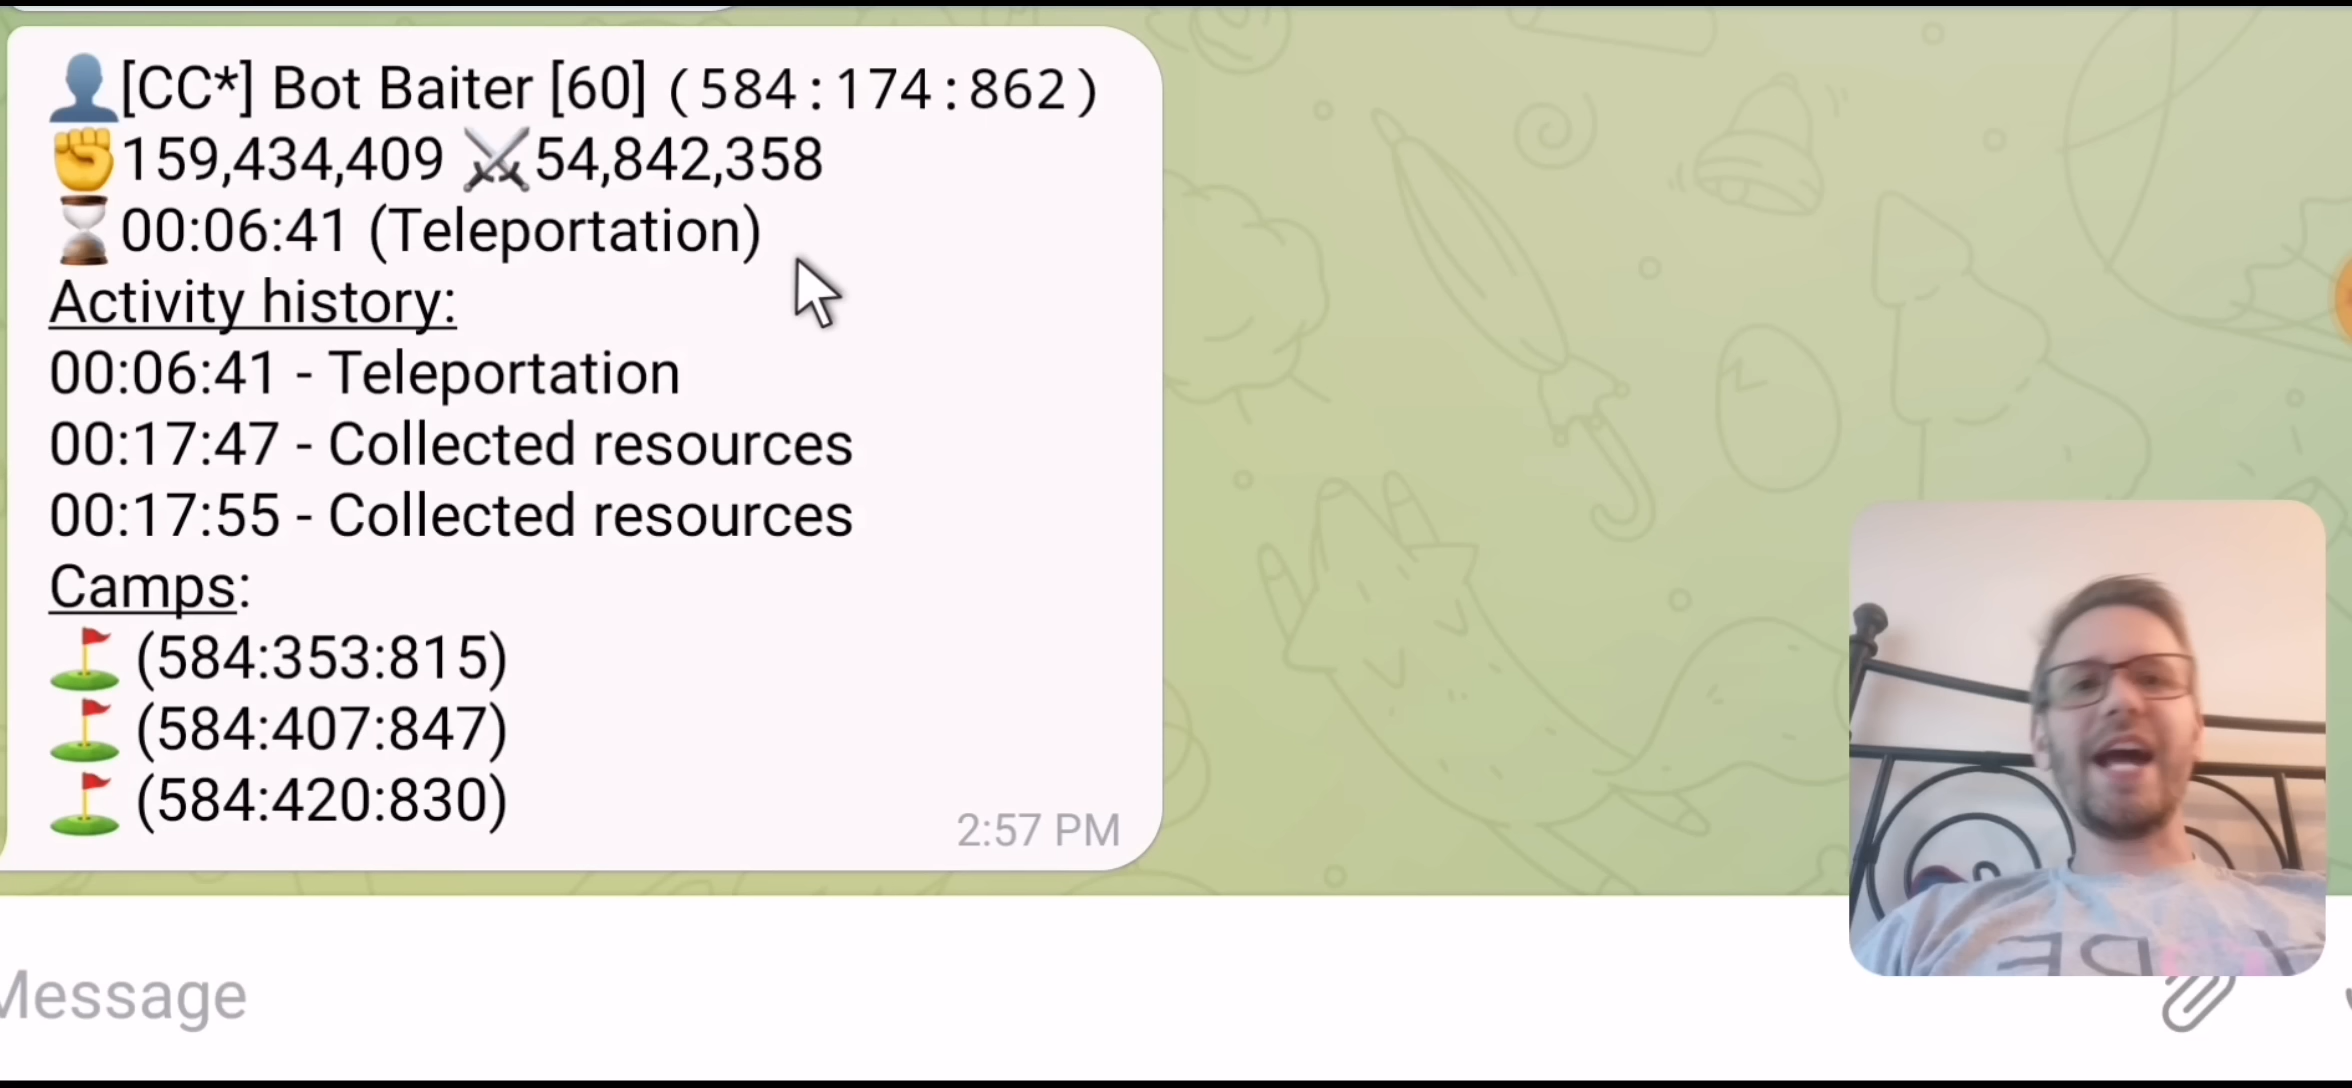 [CC*] Bot Baiter [60] (584:174:862)
159,434,409 54,842,358
00:06:41 (Teleportation)
Activity history:
00:06:41 - Teleportation
00:17:47 - Collected resources
00:17:55 - Collected resources
Camps:
(584:353:815)
(584:407:847)
(584:420:830)
2:57 PM
Message